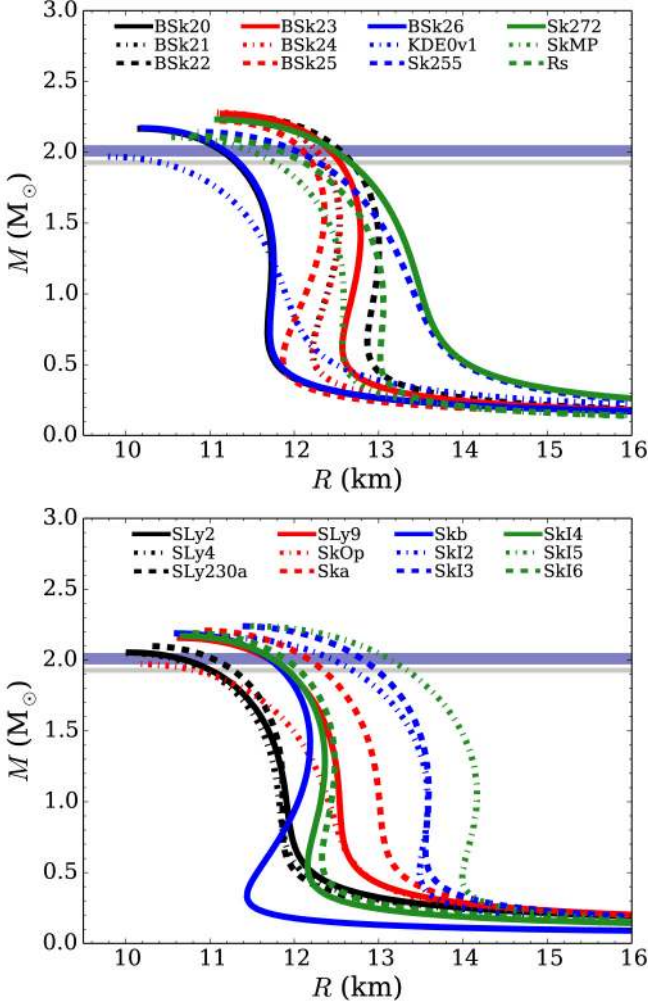 3.0
BSk20 BSk23 BSk26 Sk272
BSk21 BSk24 KDE0v1 SkMP
BSk22 BSk25 Sk255 Rs
2.5
2.0
1.5
1.0
0.5
0.0
M (M⊙)
10 11 12 13 14 15 16
R (km)
3.0
SLy2 SLy9 Skb SkI4
SLy4 SkOp SkI2 SkI5
SLy230a Ska SkI3 SkI6
2.5
2.0
1.5
1.0
0.5
0.0
M (M⊙)
10 11 12 13 14 15 16
R (km)